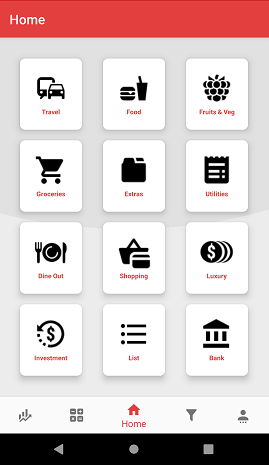 Home
Travel
Food
Fruits & Veg
Groceries
Extras
Utilities
Dine Out
Shopping
Luxury
Investment
List
Bank
Home